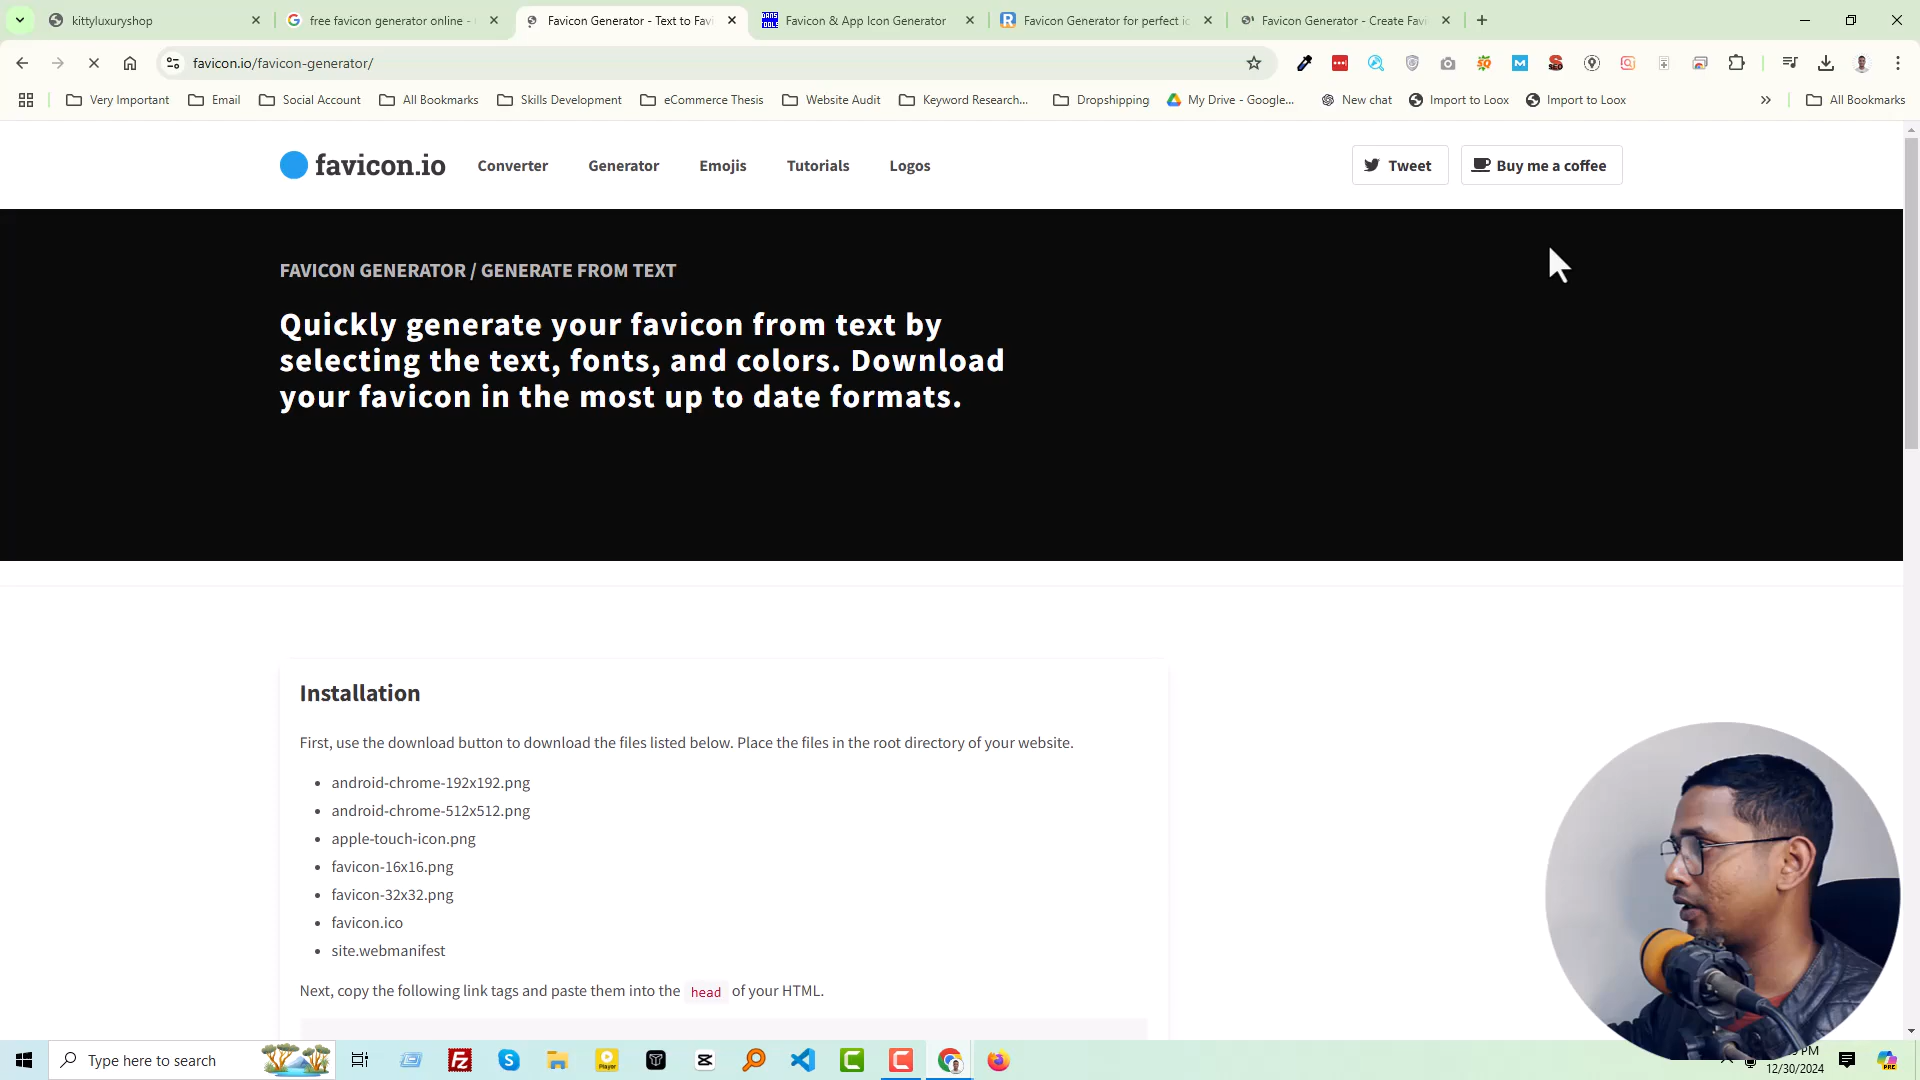 kittyluxuryshop
free favicon generator online -
Favicon Generator - Text to Favi
Favicon & App Icon Generator
Favicon Generator for perfect ic
Favicon Generator - Create Favi
favicon.io/favicon-generator/
Very Important
Email
Social Account
All Bookmarks
Skills Development
eCommerce Thesis
Website Audit
Keyword Research...
Dropshipping
My Drive - Google...
New chat
Import to Loox
Import to Loox
All Bookmarks
favicon.io
Converter
Generator
Emojis
Tutorials
Logos
Tweet
Buy me a coffee
FAVICON GENERATOR / GENERATE FROM TEXT
Quickly generate your favicon from text by
selecting the text, fonts, and colors. Download
your favicon in the most up to date formats.
Installation
First, use the download button to download the files listed below. Place the files in the root directory of your website.
• android-chrome-192x192.png
• android-chrome-512x512.png
• apple-touch-icon.png
• favicon-16x16.png
• favicon-32x32.png
• favicon.ico
• site.webmanifest
Next, copy the following link tags and paste them into the head of your HTML.
Type here to search
PM
12/30/2024